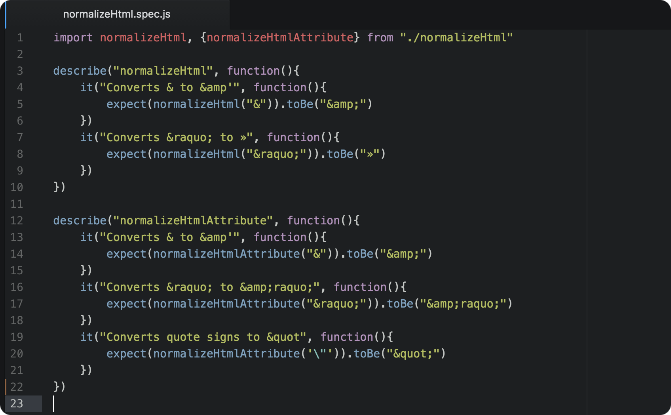 normalizeHtml.spec.js
1 import normalizeHtml, {normalizeHtmlAttribute} from "./normalizeHtml"
2
3 describe("normalizeHtml", function(){
4     it("Converts & to &amp'", function(){
5         expect(normalizeHtml("&")).toBe("&amp;")
6     })
7     it("Converts &raquo; to »", function(){
8         expect(normalizeHtml("&raquo;")).toBe("»")
9     })
10 })
11
12 describe("normalizeHtmlAttribute", function(){
13     it("Converts & to &amp'", function(){
14         expect(normalizeHtmlAttribute("&")).toBe("&amp;")
15     })
16     it("Converts &raquo; to &amp;raquo;", function(){
17         expect(normalizeHtmlAttribute("&raquo;")).toBe("&amp;raquo;")
18     })
19     it("Converts quote signs to &quot", function(){
20         expect(normalizeHtmlAttribute('\"')).toBe("&quot;")
21     })
22 })
23